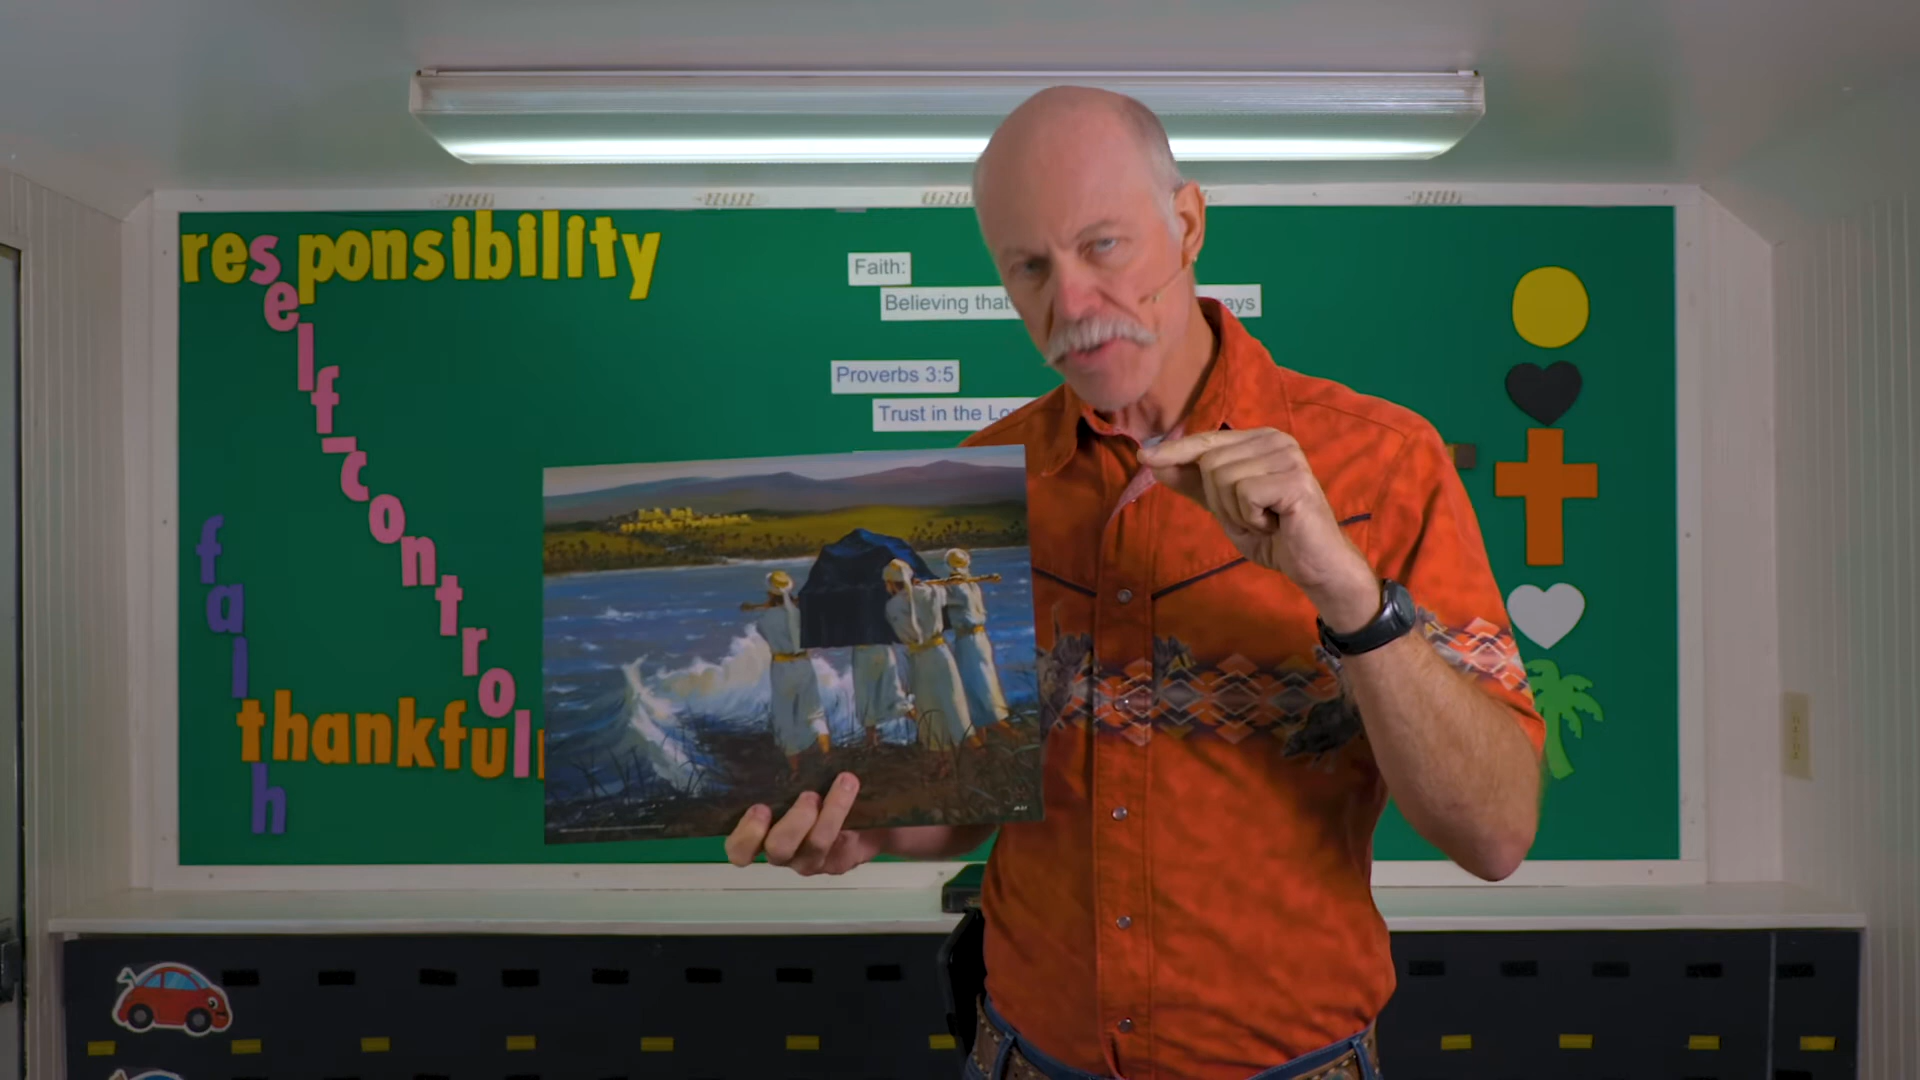 responsibility
self-control
Faith:
Believing that
ays
Proverbs 3:5
Trust in the Lo
faith
thankful